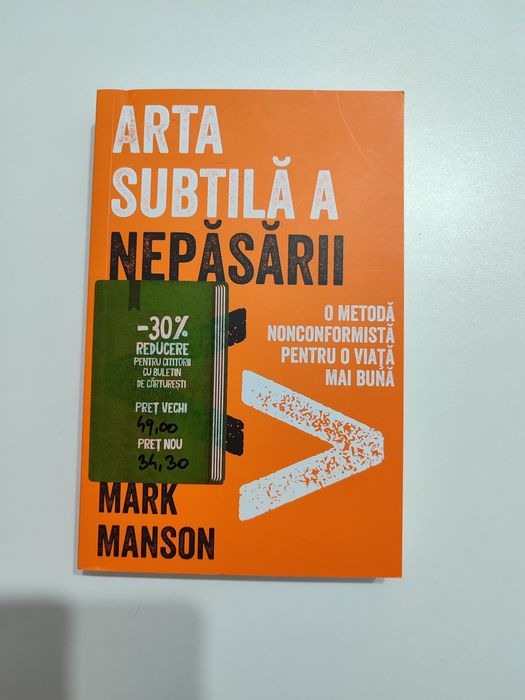 ARTA
SUBTILĂ A
NEPĂSĂRII
O METODĂ
NONCONFORMISTĂ
PENTRU O VIAȚĂ
MAI BUNĂ
-30%
REDUCERE
PENTRU CITITORII
CU BULETIN
DE CĂRTUREȘTI
PREȚ VECHI
49,00
PREȚ NOU
34,30
MARK
MANSON